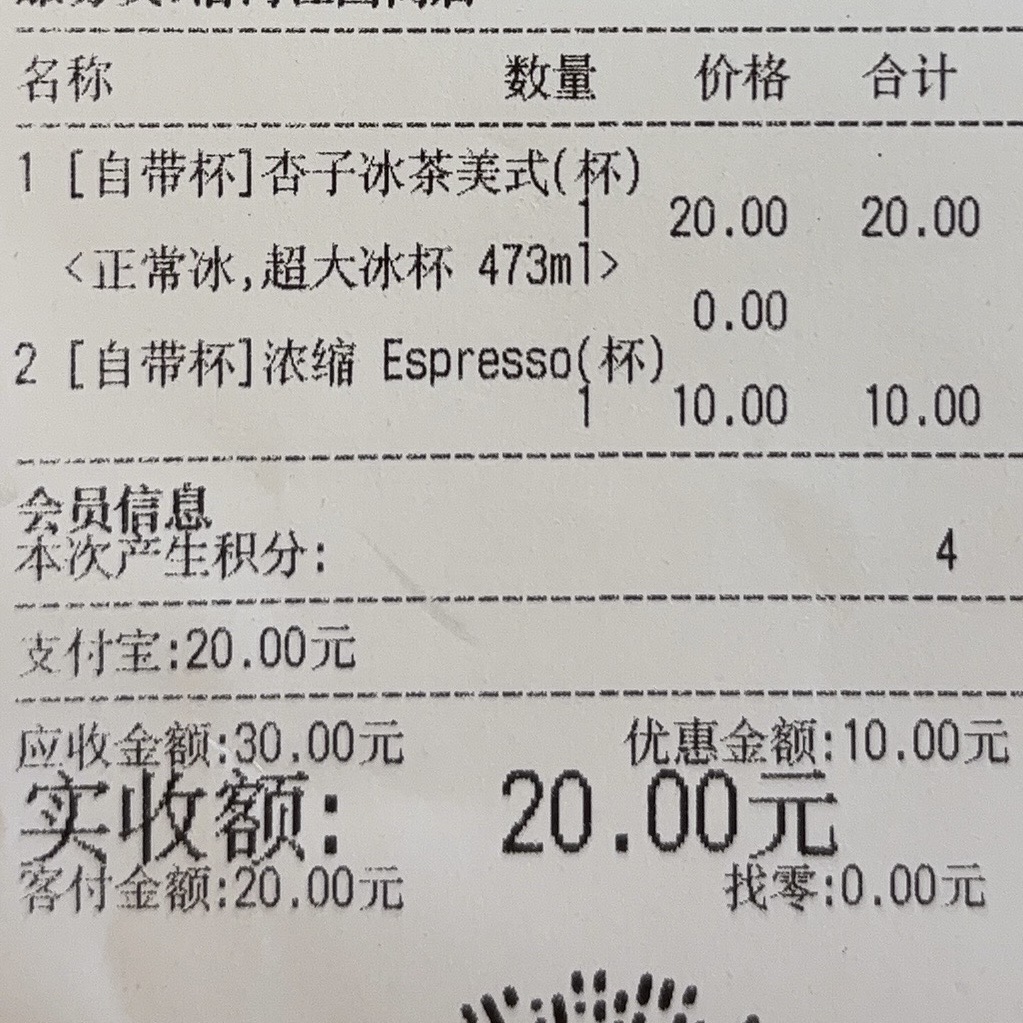 名称 数量 价格 合计
1 [自带杯]杏子冰茶美式(杯)
1 20.00 20.00
<正常冰,超大冰杯 473ml>
0.00
2 [自带杯]浓缩 Espresso(杯)
1 10.00 10.00
会员信息
本次产生积分: 4
支付宝:20.00元
应收金额:30.00元 优惠金额:10.00元
实收额: 20.00元
客付金额:20.00元 找零:0.00元